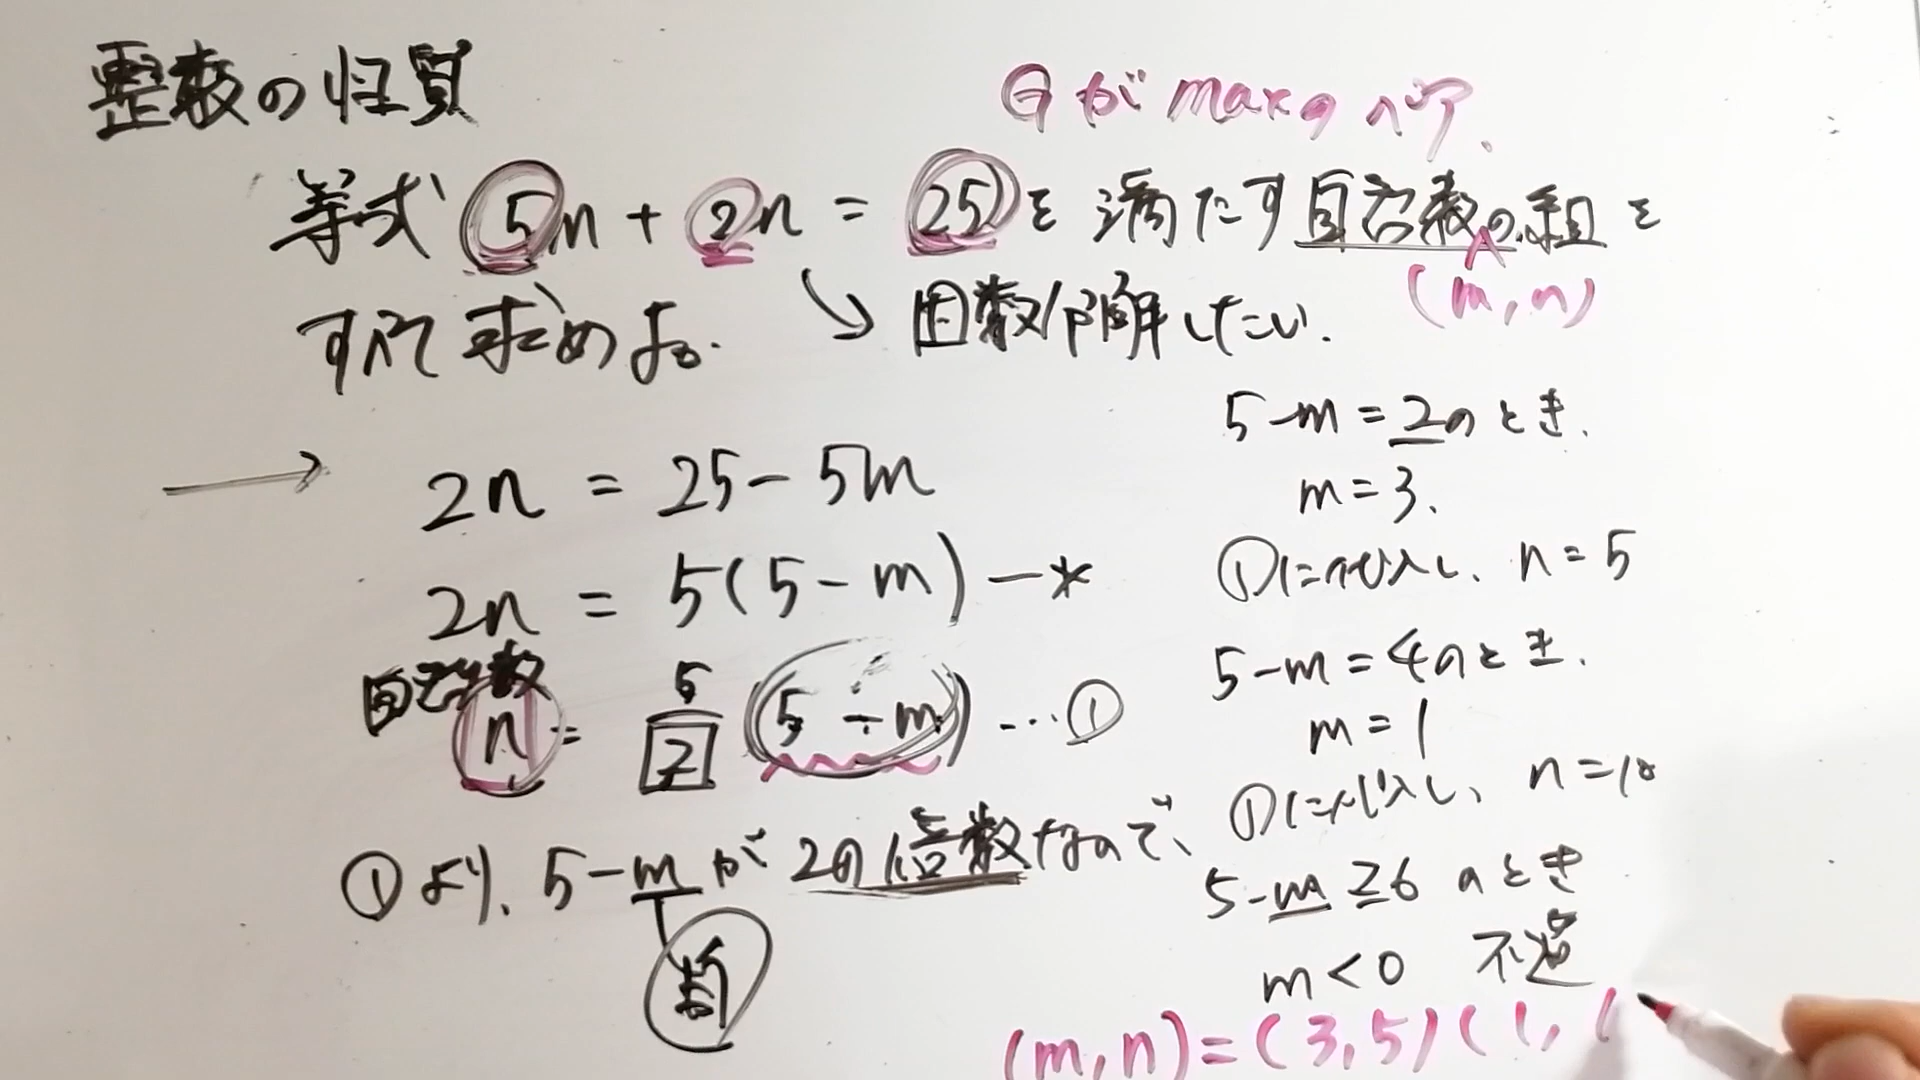 整数の性質
Gがmaxのペア.
等式 5m + 2n = 25 を満たす自然数の組を
(m, n)
すべて求めよ.
↘ 因数分解したい.
→ 2n = 25 - 5m
2n = 5(5 - m) -*
自然数
n = 5/2 (5 - m) …①
①より、5-mが2の倍数なので、
5-m = 2のとき.
m = 3.
①に代入し、n = 5
5-m = 4のとき.
m = 1
①に代入し、n = 10
5-m ≧ 6 のとき
m < 0 不適
(m, n) = (3, 5) (1, 1